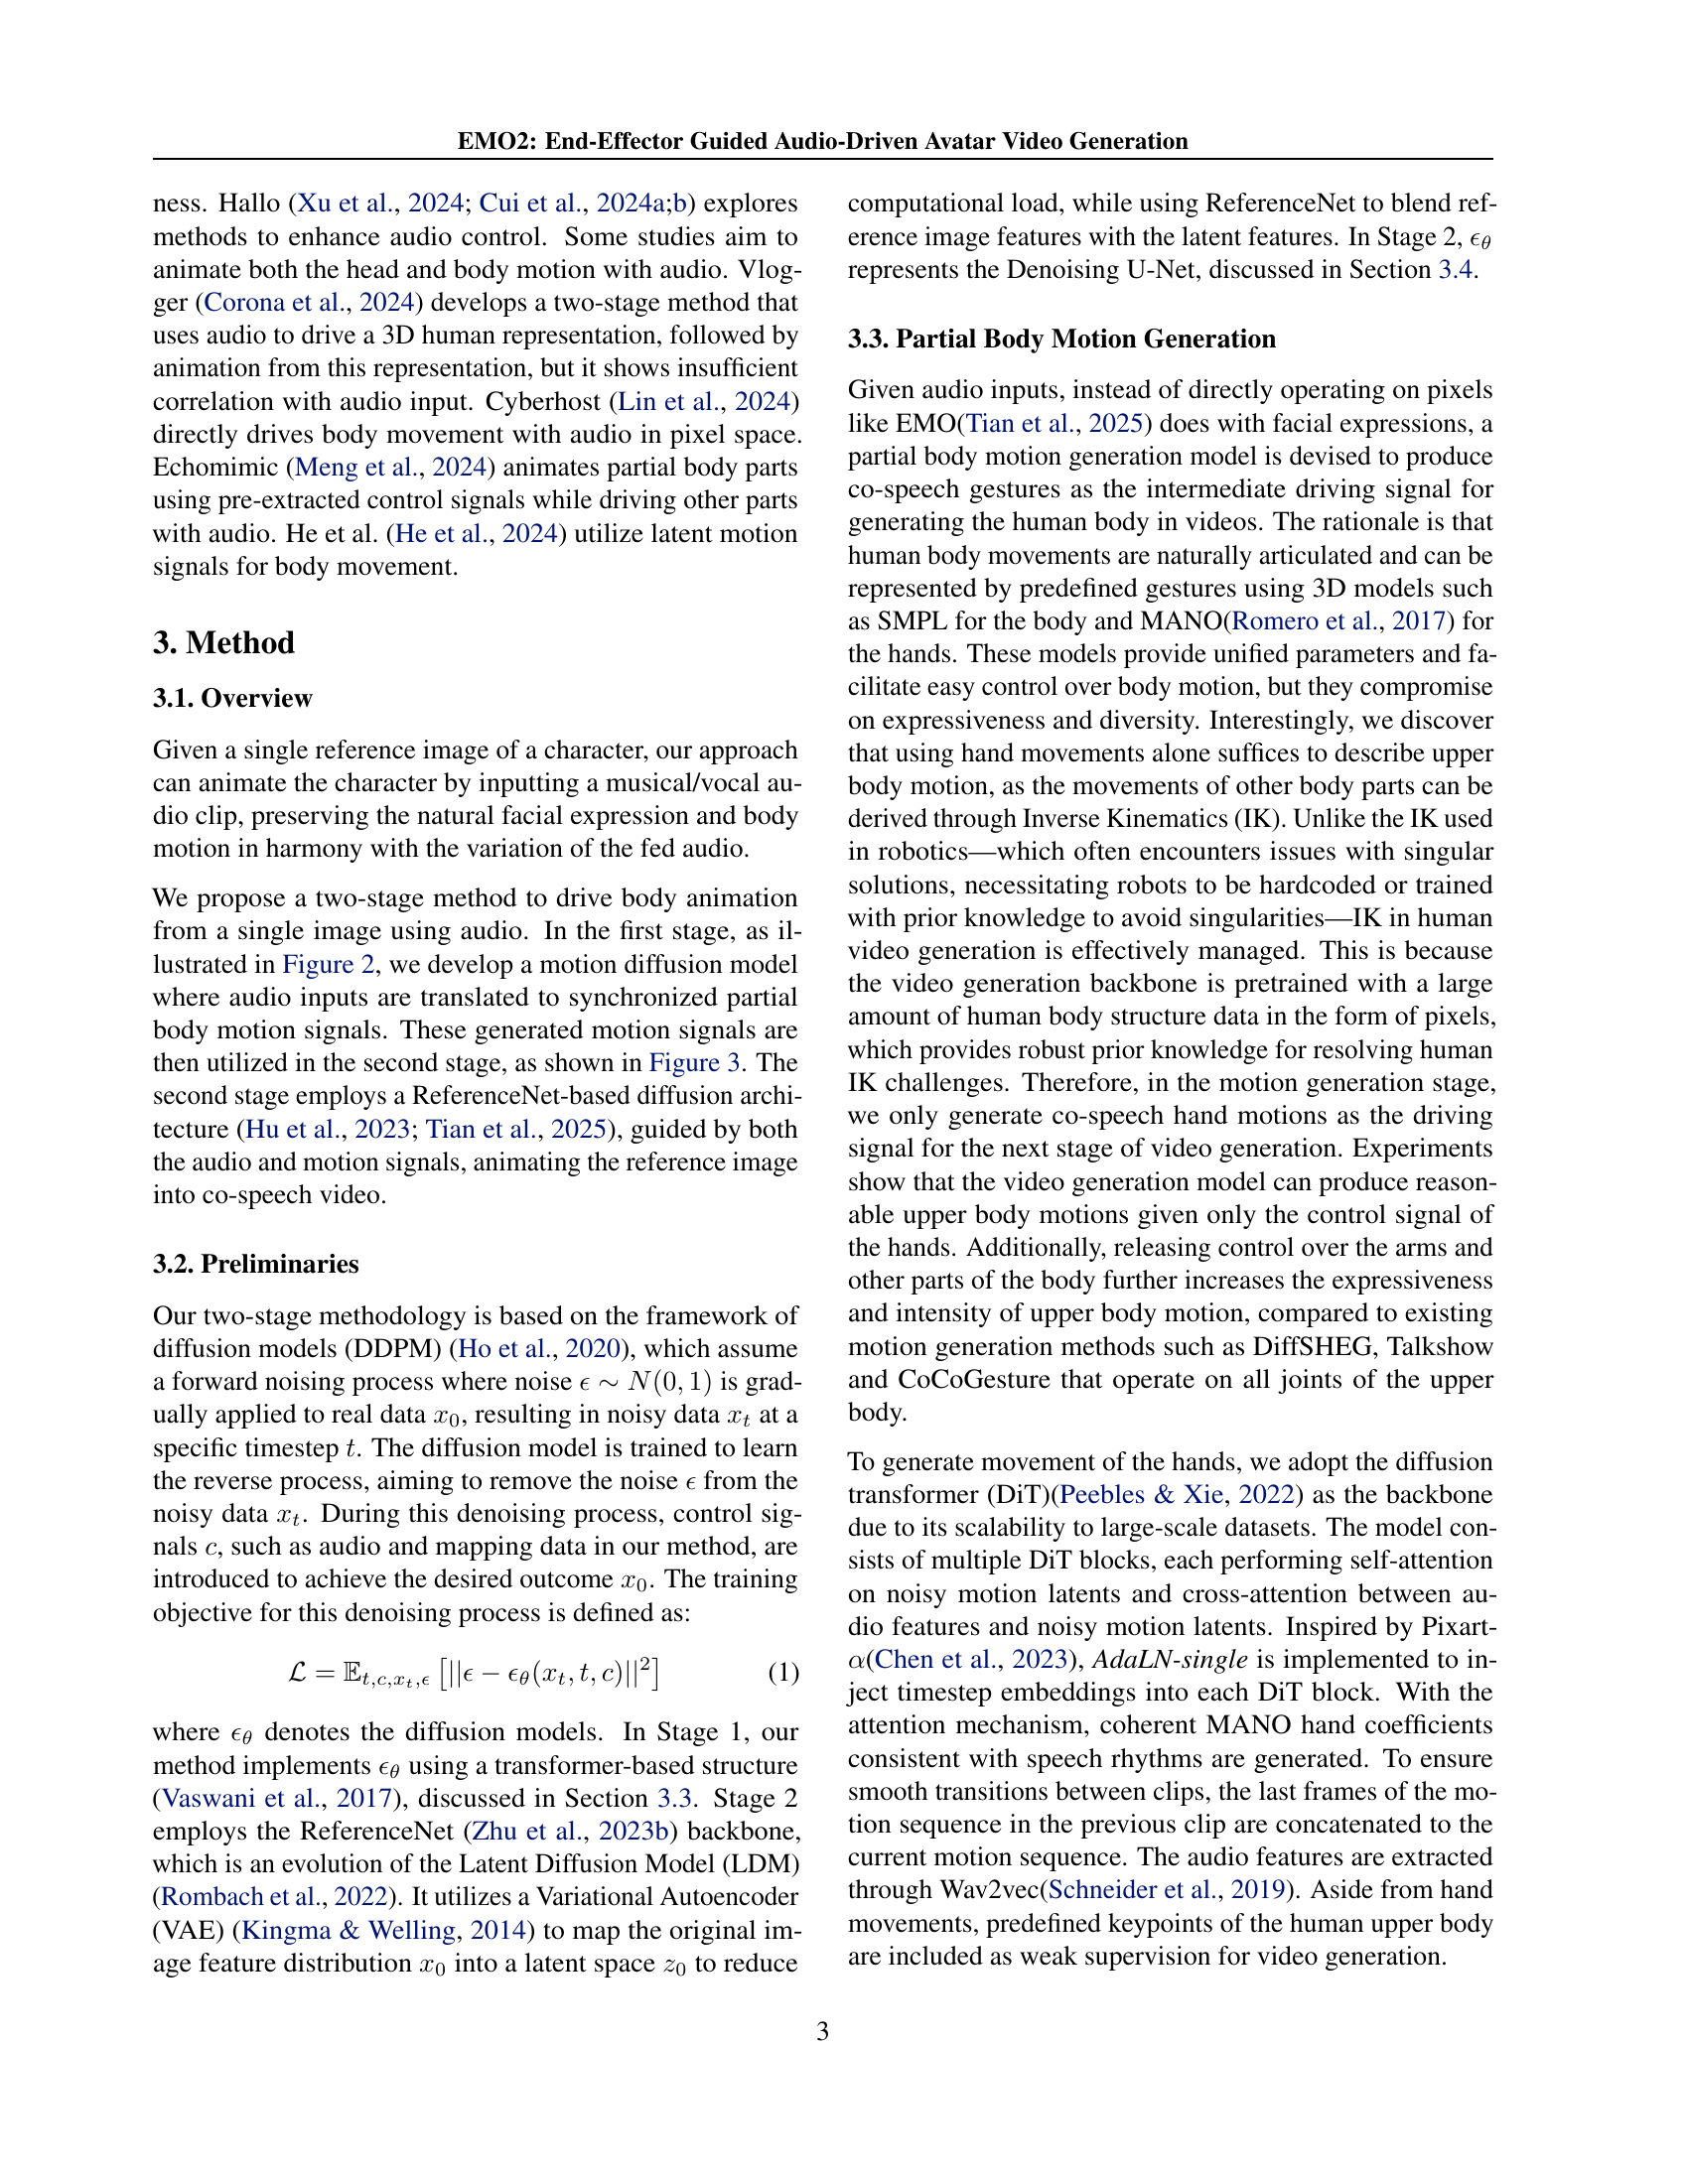 EMO2: End-Effector Guided Audio-Driven Avatar Video Generation
ness. Hallo (Xu et al., 2024; Cui et al., 2024a;b) explores
methods to enhance audio control. Some studies aim to
animate both the head and body motion with audio. Vlog-
ger (Corona et al., 2024) develops a two-stage method that
uses audio to drive a 3D human representation, followed by
animation from this representation, but it shows insufficient
correlation with audio input. Cyberhost (Lin et al., 2024)
directly drives body movement with audio in pixel space.
Echomimic (Meng et al., 2024) animates partial body parts
using pre-extracted control signals while driving other parts
with audio. He et al. (He et al., 2024) utilize latent motion
signals for body movement.
3. Method
3.1. Overview
Given a single reference image of a character, our approach
can animate the character by inputting a musical/vocal au-
dio clip, preserving the natural facial expression and body
motion in harmony with the variation of the fed audio.
We propose a two-stage method to drive body animation
from a single image using audio. In the first stage, as il-
lustrated in Figure 2, we develop a motion diffusion model
where audio inputs are translated to synchronized partial
body motion signals. These generated motion signals are
then utilized in the second stage, as shown in Figure 3. The
second stage employs a ReferenceNet-based diffusion archi-
tecture (Hu et al., 2023; Tian et al., 2025), guided by both
the audio and motion signals, animating the reference image
into co-speech video.
3.2. Preliminaries
Our two-stage methodology is based on the framework of
diffusion models (DDPM) (Ho et al., 2020), which assume
a forward noising process where noise ϵ ∼ N(0, 1) is grad-
ually applied to real data x₀, resulting in noisy data xₜ at a
specific timestep t. The diffusion model is trained to learn
the reverse process, aiming to remove the noise ϵ from the
noisy data xₜ. During this denoising process, control sig-
nals c, such as audio and mapping data in our method, are
introduced to achieve the desired outcome x₀. The training
objective for this denoising process is defined as:
ℒ = 𝔼_{t,c,xₜ,ϵ} [||ϵ − ϵ_θ(xₜ, t, c)||²] (1)
where ϵ_θ denotes the diffusion models. In Stage 1, our
method implements ϵ_θ using a transformer-based structure
(Vaswani et al., 2017), discussed in Section 3.3. Stage 2
employs the ReferenceNet (Zhu et al., 2023b) backbone,
which is an evolution of the Latent Diffusion Model (LDM)
(Rombach et al., 2022). It utilizes a Variational Autoencoder
(VAE) (Kingma & Welling, 2014) to map the original im-
age feature distribution x₀ into a latent space z₀ to reduce
computational load, while using ReferenceNet to blend ref-
erence image features with the latent features. In Stage 2, ϵ_θ
represents the Denoising U-Net, discussed in Section 3.4.
3.3. Partial Body Motion Generation
Given audio inputs, instead of directly operating on pixels
like EMO(Tian et al., 2025) does with facial expressions, a
partial body motion generation model is devised to produce
co-speech gestures as the intermediate driving signal for
generating the human body in videos. The rationale is that
human body movements are naturally articulated and can be
represented by predefined gestures using 3D models such
as SMPL for the body and MANO(Romero et al., 2017) for
the hands. These models provide unified parameters and fa-
cilitate easy control over body motion, but they compromise
on expressiveness and diversity. Interestingly, we discover
that using hand movements alone suffices to describe upper
body motion, as the movements of other body parts can be
derived through Inverse Kinematics (IK). Unlike the IK used
in robotics—which often encounters issues with singular
solutions, necessitating robots to be hardcoded or trained
with prior knowledge to avoid singularities—IK in human
video generation is effectively managed. This is because
the video generation backbone is pretrained with a large
amount of human body structure data in the form of pixels,
which provides robust prior knowledge for resolving human
IK challenges. Therefore, in the motion generation stage,
we only generate co-speech hand motions as the driving
signal for the next stage of video generation. Experiments
show that the video generation model can produce reason-
able upper body motions given only the control signal of
the hands. Additionally, releasing control over the arms and
other parts of the body further increases the expressiveness
and intensity of upper body motion, compared to existing
motion generation methods such as DiffSHEG, Talkshow
and CoCoGesture that operate on all joints of the upper
body.
To generate movement of the hands, we adopt the diffusion
transformer (DiT)(Peebles & Xie, 2022) as the backbone
due to its scalability to large-scale datasets. The model con-
sists of multiple DiT blocks, each performing self-attention
on noisy motion latents and cross-attention between au-
dio features and noisy motion latents. Inspired by Pixart-
α(Chen et al., 2023), AdaLN-single is implemented to in-
ject timestep embeddings into each DiT block. With the
attention mechanism, coherent MANO hand coefficients
consistent with speech rhythms are generated. To ensure
smooth transitions between clips, the last frames of the mo-
tion sequence in the previous clip are concatenated to the
current motion sequence. The audio features are extracted
through Wav2vec(Schneider et al., 2019). Aside from hand
movements, predefined keypoints of the human upper body
are included as weak supervision for video generation.
3